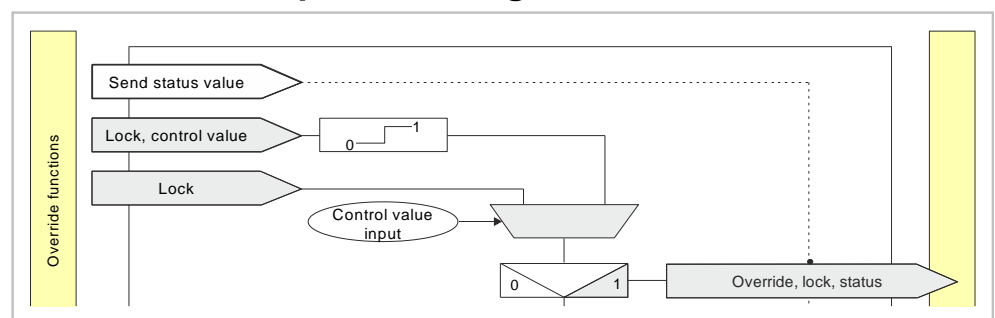 Override functions
Send status value
Lock, control value
0
1
Lock
Control value
input
0
1
Override, lock, status